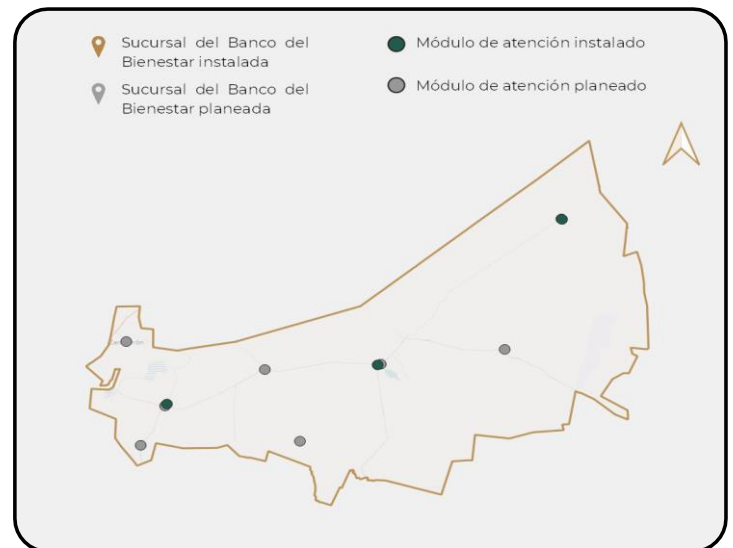 Sucursal del Banco del
Bienestar instalada
Sucursal del Banco del
Bienestar planeada
Módulo de atención instalado
Módulo de atención planeado